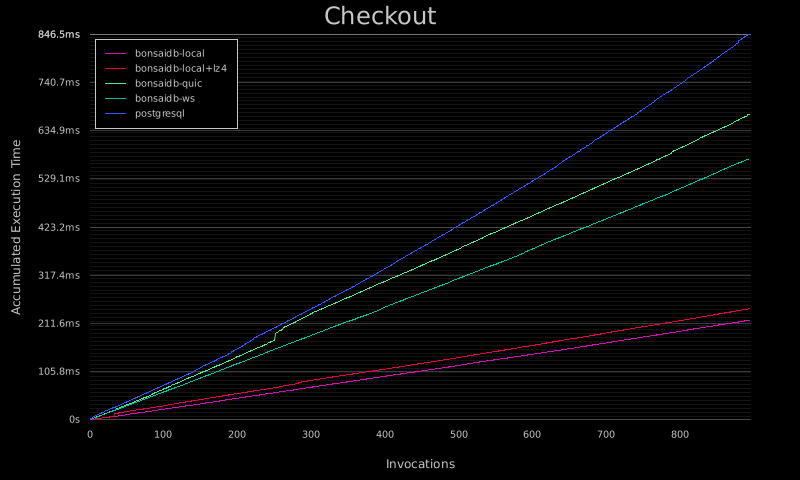 Checkout
846.5ms
740.7ms
634.9ms
529.1ms
423.2ms
317.4ms
211.6ms
105.8ms
0s
bonsaidb-local
bonsaidb-local+lz4
bonsaidb-quic
bonsaidb-ws
postgresql
Accumulated Execution Time
0 100 200 300 400 500 600 700 800
Invocations